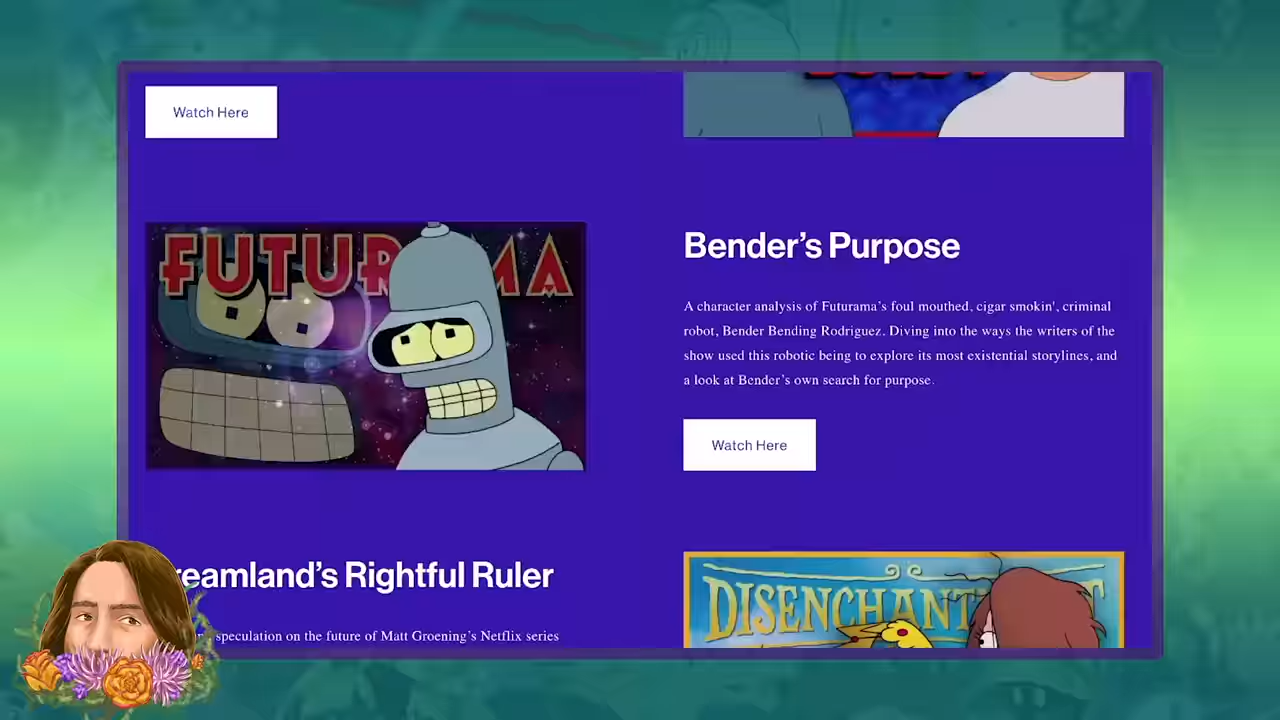 Watch Here
FUTUR MA
Bender’s Purpose
A character analysis of Futurama’s foul mouthed, cigar smokin', criminal
robot, Bender Bending Rodriguez. Diving into the ways the writers of the
show used this robotic being to explore its most existential storylines, and
a look at Bender’s own search for purpose.
Watch Here
reamland’s Rightful Ruler
speculation on the future of Matt Groening’s Netflix series
DISENCHANT T